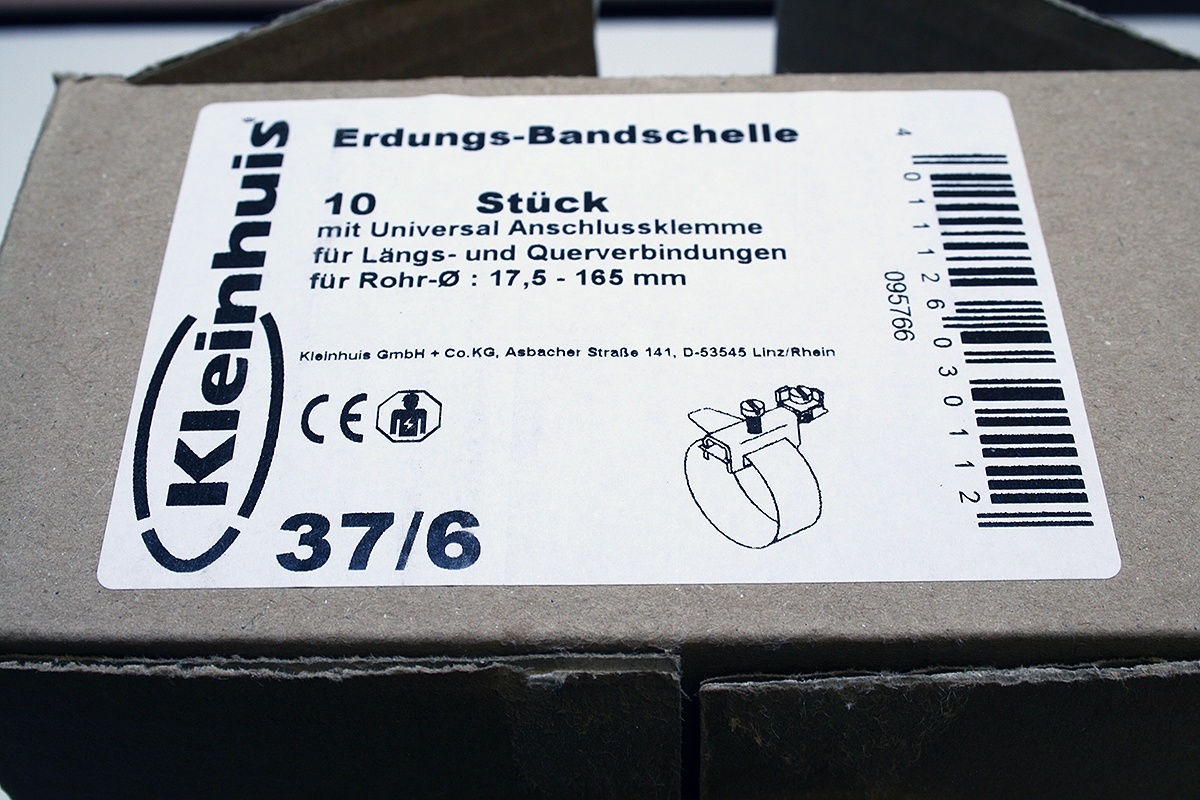 Kleinhuis®
Erdungs-Bandschelle
10 Stück
mit Universal Anschlussklemme
für Längs- und Querverbindungen
für Rohr-Ø : 17,5 - 165 mm
Kleinhuis GmbH + Co.KG, Asbacher Straße 141, D-53545 Linz/Rhein
CE
37/6
095766
4 011126 030112